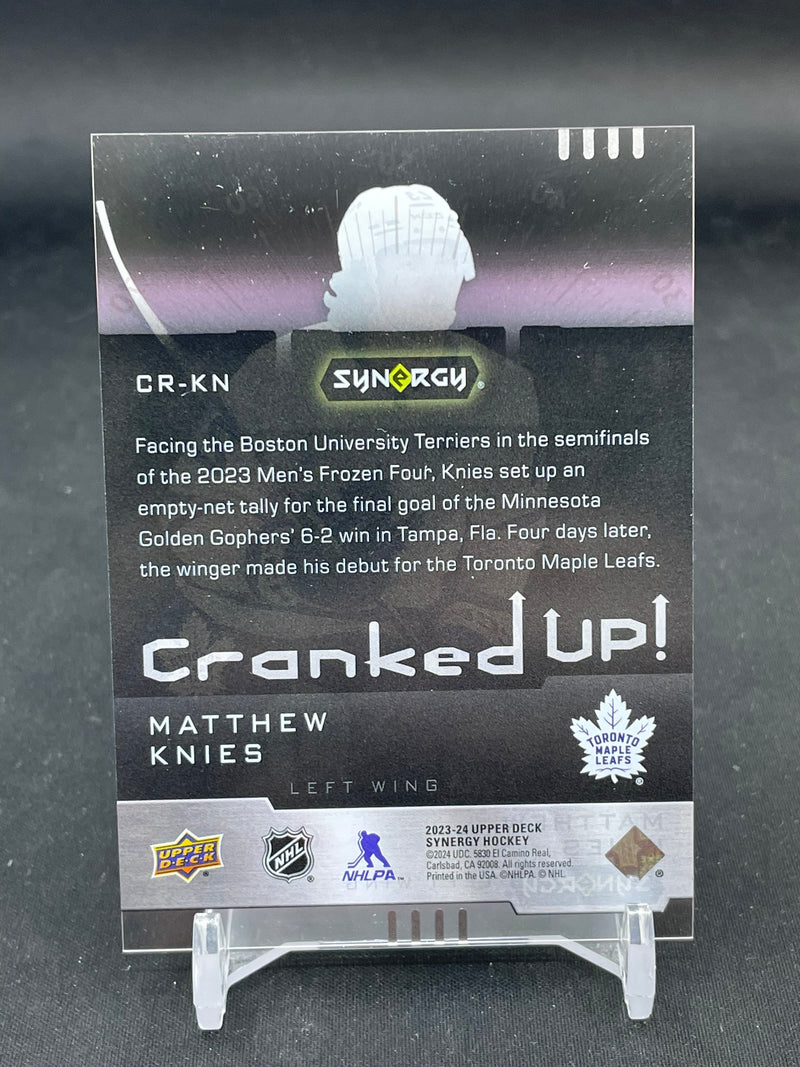 CR-KN
SYNERGY®
Facing the Boston University Terriers in the semifinals
of the 2023 Men's Frozen Four, Knies set up an
empty-net tally for the final goal of the Minnesota
Golden Gophers' 6-2 win in Tampa, Fla. Four days later,
the winger made his debut for the Toronto Maple Leafs.
Cranked UP!
MATTHEW
KNIES
TORONTO
MAPLE
LEAFS
®
LEFT WING
UPPER
D·E·C·K
®
NHL
®
NHLPA™
2023-24 UPPER DECK
SYNERGY HOCKEY
©2024 UDC. 5830 El Camino Real,
Carlsbad, CA 92008. All rights reserved.
Printed in the USA. ©NHLPA. © NHL.
®